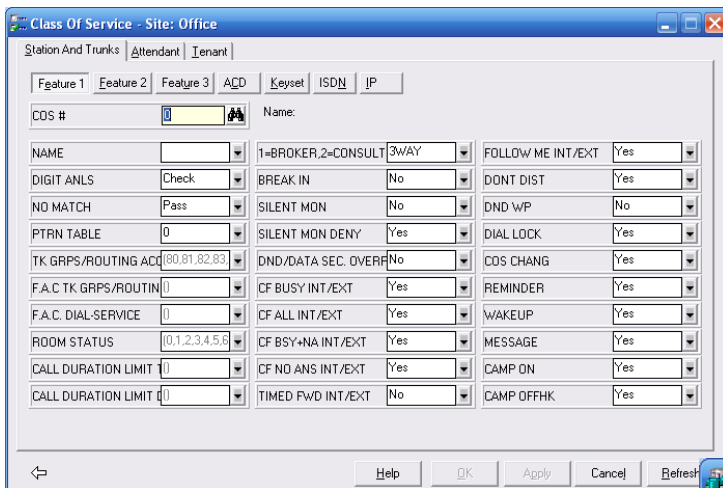 Class Of Service - Site: Office
Station And Trunks Attendant Tenant
Feature 1 Feature 2 Feature 3 ACD Keyset ISDN IP
COS # 0 Name:
NAME 1=BROKER,2=CONSULT 3WAY FOLLOW ME INT/EXT Yes
DIGIT ANLS Check BREAK IN No DONT DIST Yes
NO MATCH Pass SILENT MON No DND WP No
PTRN TABLE 0 SILENT MON DENY Yes DIAL LOCK Yes
TK GRPS/ROUTING ACC (80,81,82,83, DND/DATA SEC. OVERR No COS CHANG Yes
F.A.C TK GRPS/ROUTIN () CF BUSY INT/EXT Yes REMINDER Yes
F.A.C. DIAL-SERVICE () CF ALL INT/EXT Yes WAKEUP Yes
ROOM STATUS (0,1,2,3,4,5,6 CF BSY+NA INT/EXT Yes MESSAGE Yes
CALL DURATION LIMIT () CF NO ANS INT/EXT Yes CAMP ON Yes
CALL DURATION LIMIT () TIMED FWD INT/EXT No CAMP OFFHK Yes
Help OK Apply Cancel Refresh